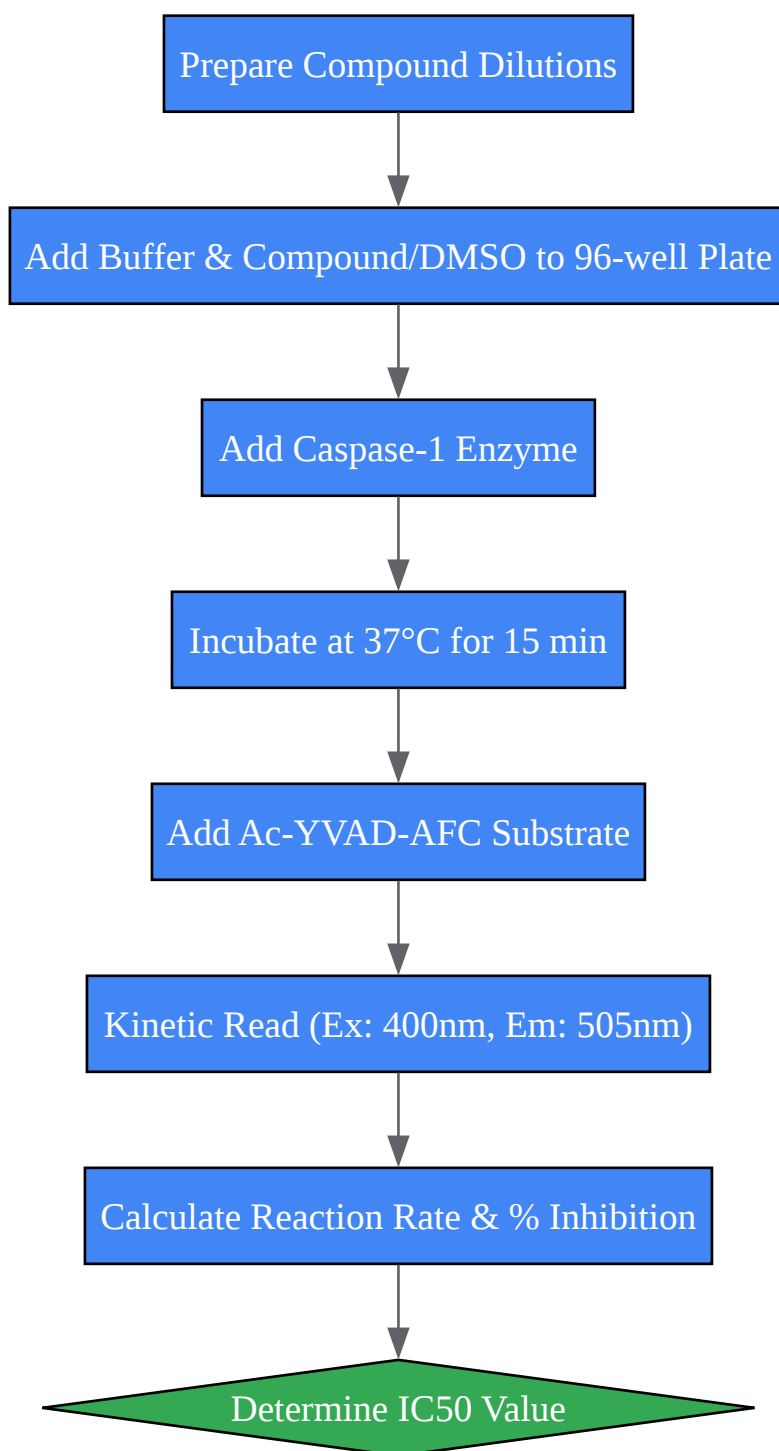 Prepare Compound Dilutions
Add Buffer & Compound/DMSO to 96-well Plate
Add Caspase-1 Enzyme
Incubate at 37°C for 15 min
Add Ac-YVAD-AFC Substrate
Kinetic Read (Ex: 400nm, Em: 505nm)
Calculate Reaction Rate & % Inhibition
Determine IC50 Value